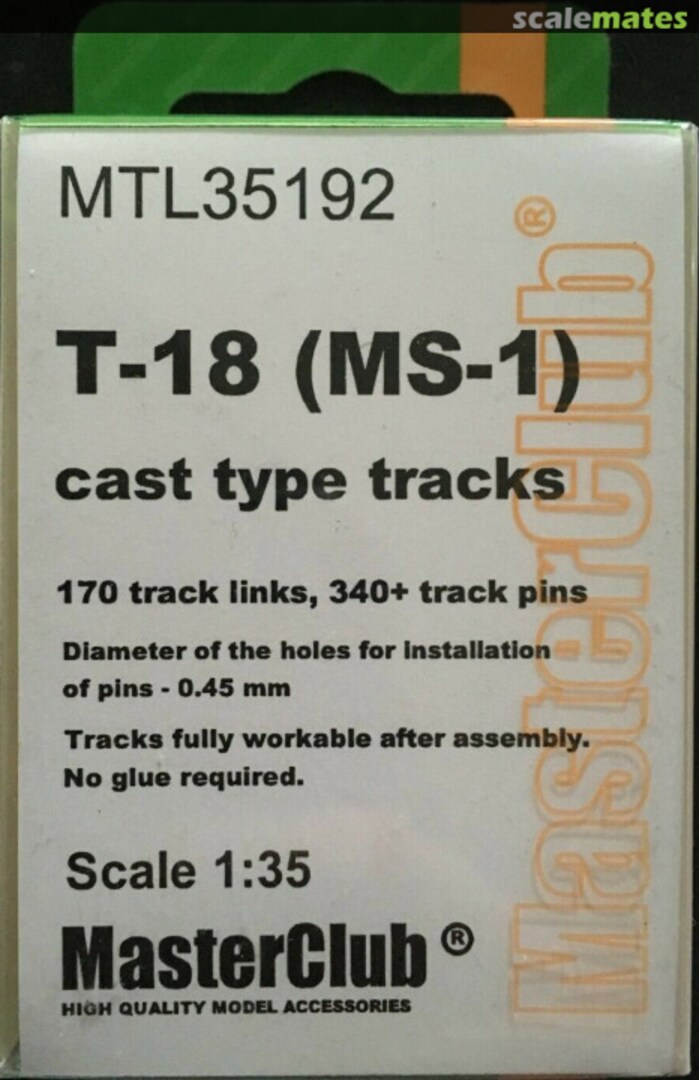 scalemates
MTL35192
T-18 (MS-1)
cast type tracks
170 track links, 340+ track pins
Diameter of the holes for installation
of pins - 0.45 mm
Tracks fully workable after assembly.
No glue required.
Scale 1:35
MasterClub ®
HIGH QUALITY MODEL ACCESSORIES
MasterClub ®